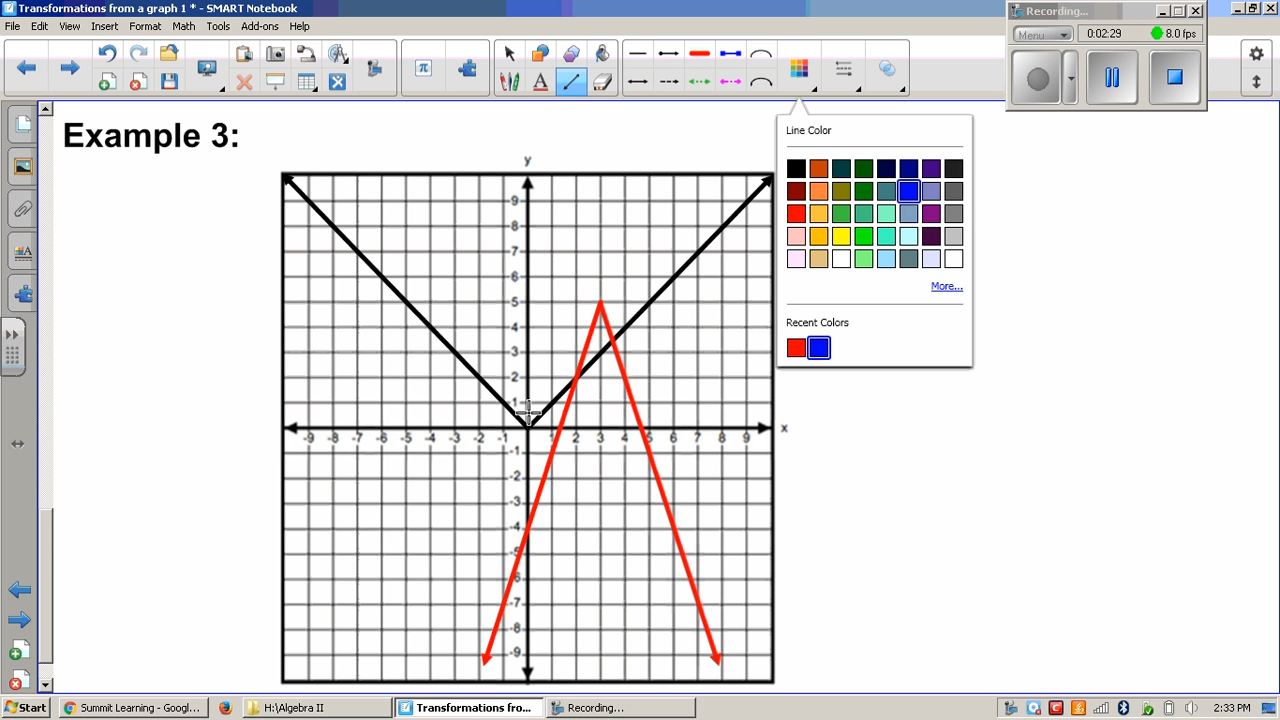 Transformations from a graph 1 * - SMART Notebook
File Edit View Insert Format Math Tools Add-ons Help
Recording...
Menu 0:02:29 8.0 fps
Example 3:
Line Color
More...
Recent Colors
y
9
8
7
6
5
4
3
2
1
-9 -8 -7 -6 -5 -4 -3 -2 -1 1 2 3 4 5 6 7 8 9 x
-1
-2
-3
-4
-5
-6
-7
-8
-9
Start Summit Learning - Googl... H:\Algebra II Transformations fro... Recording... 2:33 PM